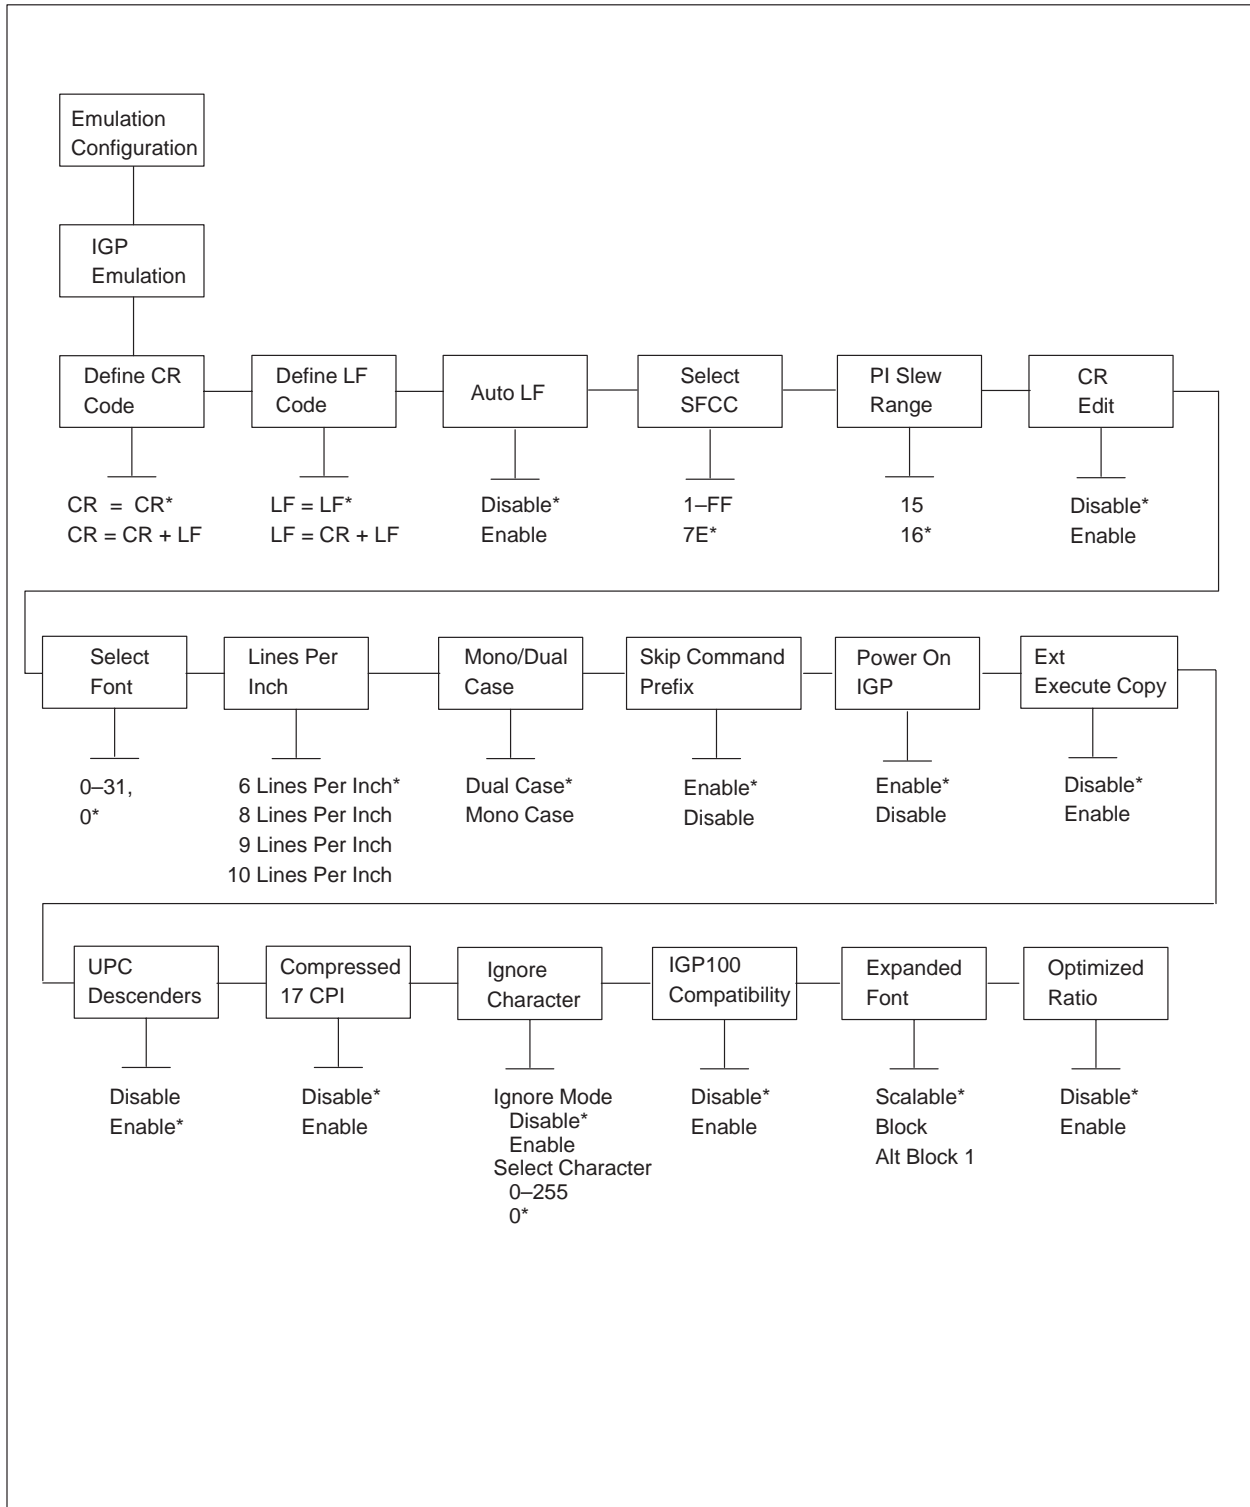 Emulation
Configuration
IGP
Emulation
Define CR
Code
Define LF
Code
Auto LF
Select
SFCC
PI Slew
Range
CR
Edit
CR = CR*
CR = CR + LF
LF = LF*
LF = CR + LF
Disable*
Enable
1–FF
7E*
15
16*
Disable*
Enable
Select
Font
Lines Per
Inch
Mono/Dual
Case
Skip Command
Prefix
Power On
IGP
Ext
Execute Copy
0–31,
0*
6 Lines Per Inch*
8 Lines Per Inch
9 Lines Per Inch
10 Lines Per Inch
Dual Case*
Mono Case
Enable*
Disable
Enable*
Disable
Disable*
Enable
UPC
Descenders
Compressed
17 CPI
Ignore
Character
IGP100
Compatibility
Expanded
Font
Optimized
Ratio
Disable
Enable*
Disable*
Enable
Ignore Mode
Disable*
Enable
Select Character
0–255
0*
Disable*
Enable
Scalable*
Block
Alt Block 1
Disable*
Enable